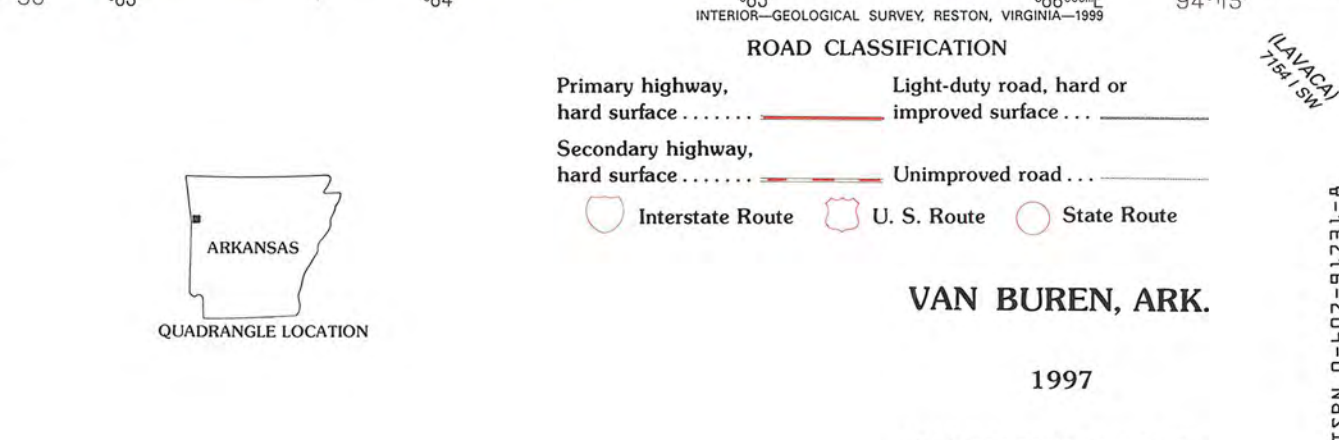 INTERIOR—GEOLOGICAL SURVEY, RESTON, VIRGINIA—1999
ROAD CLASSIFICATION
Primary highway,
hard surface .......
Light-duty road, hard or
improved surface ...
Secondary highway,
hard surface .......
Unimproved road ...
Interstate Route
U. S. Route
State Route
(LAVACA)
7154 I SW
ARKANSAS
QUADRANGLE LOCATION
VAN BUREN, ARK.
1997